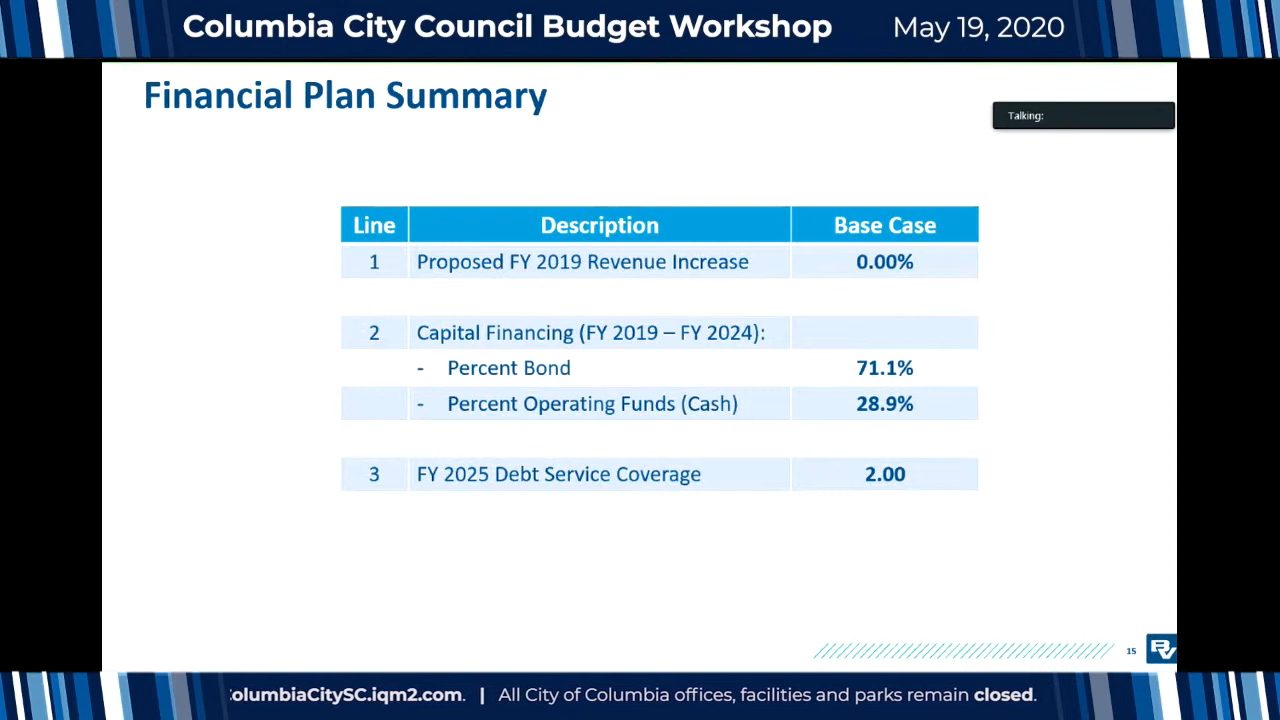 Columbia City Council Budget Workshop May 19, 2020
Financial Plan Summary
Talking:
Line Description Base Case
1 Proposed FY 2019 Revenue Increase 0.00%
2 Capital Financing (FY 2019 – FY 2024):
- Percent Bond 71.1%
- Percent Operating Funds (Cash) 28.9%
3 FY 2025 Debt Service Coverage 2.00
15 BV
olumbiaCitySC.iqm2.com. | All City of Columbia offices, facilities and parks remain closed.